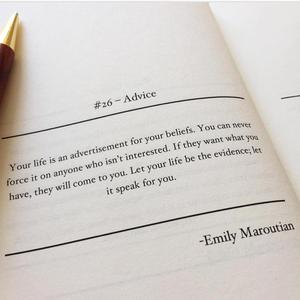 #26 – Advice
Your life is an advertisement for your beliefs. You can never
force it on anyone who isn't interested. If they want what you
have, they will come to you. Let your life be the evidence; let
it speak for you.
-Emily Maroutian